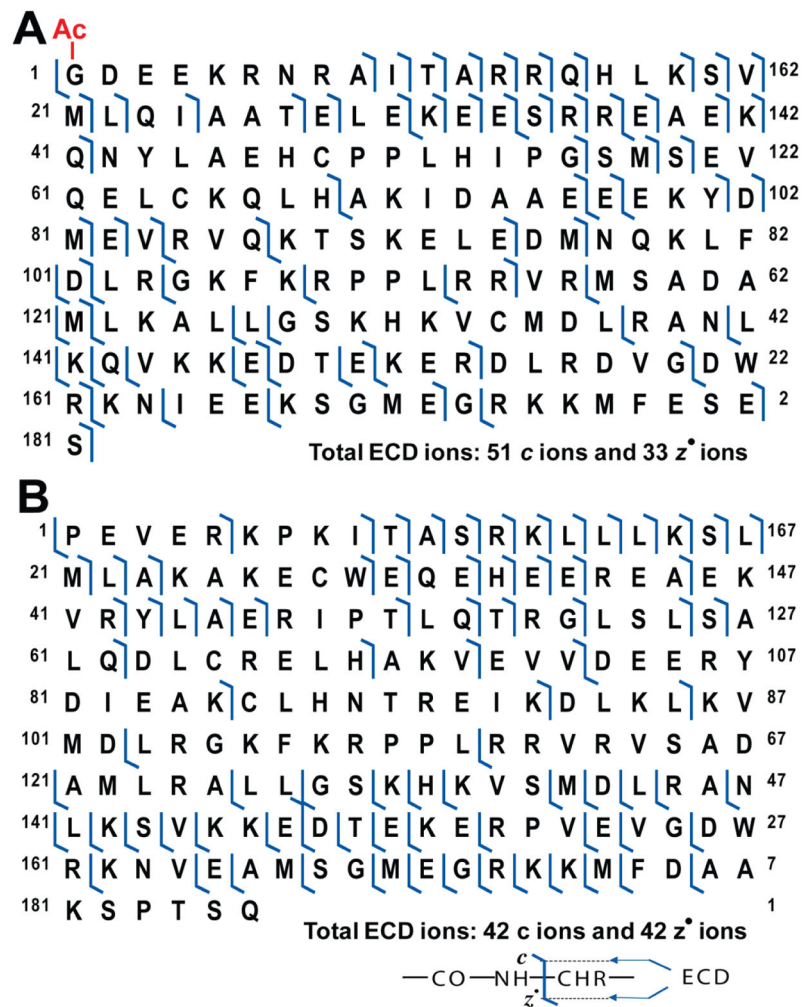 A
Ac
1 G D E E K R N R A I T A R R Q H L K S V 162
21 M L Q I A A T E L E K E E S R R E A E K 142
41 Q N Y L A E H C P P L H I P G S M S E V 122
61 Q E L C K Q L H A K I D A A E E E K Y D 102
81 M E V R V Q K T S K E L E D M N Q K L F 82
101 D L R G K F K R P P L R R V R M S A D A 62
121 M L K A L L G S K H K V C M D L R A N L 42
141 K Q V K K E D T E K E R D L R D V G D W 22
161 R K N I E E K S G M E G R K K M F E S E 2
181 S
Total ECD ions: 51 c ions and 33 z• ions
B
1 P E V E R K P K I T A S R K L L L K S L 167
21 M L A K A K E C W E Q E H E E R E A E K 147
41 V R Y L A E R I P T L Q T R G L S L S A 127
61 L Q D L C R E L H A K V E V V D E E R Y 107
81 D I E A K C L H N T R E I K D L K L K V 87
101 M D L R G K F K R P P L R R V R V S A D 67
121 A M L R A L L G S K H K V S M D L R A N 47
141 L K S V K K E D T E K E R P V E V G D W 27
161 R K N V E A M S G M E G R K K M F D A A 7
181 K S P T S Q 1
Total ECD ions: 42 c ions and 42 z• ions
c
—CO—NH—CHR— ECD
z•